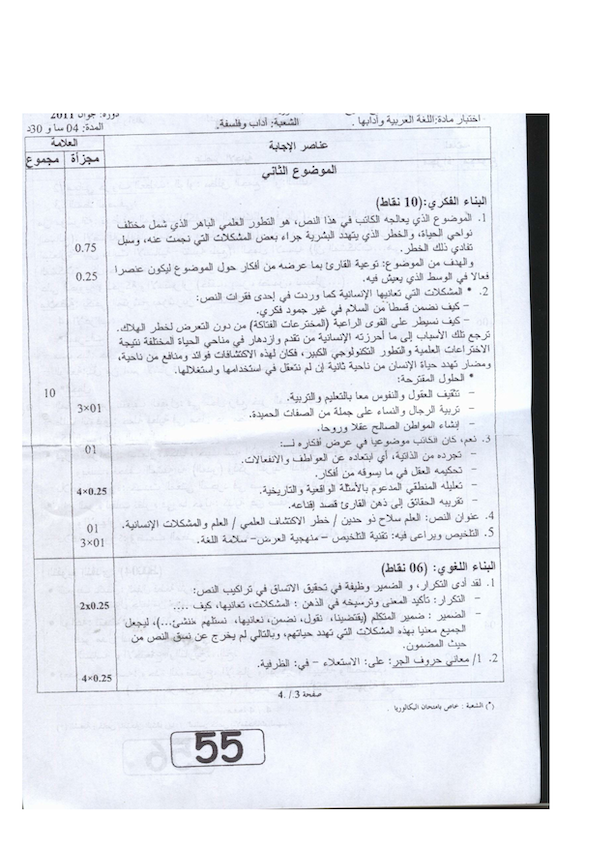 اختبار مادة:اللغة العربية وآدابها . الشعبة: آداب وفلسفة. دورة: جوان 2011
المدة: 04 سا و 30د
عناصر الإجابة العلامة
مجزأة مجموع
الموضوع الثاني
البناء الفكري:(10 نقاط)
1. الموضوع الذي يعالجه الكاتب في هذا النص، هو التطور العلمي الباهر الذي شمل مختلف
نواحي الحياة، والخطر الذي يتهدد البشرية جراء بعض المشكلات التي نجمت عنه، وسبل
تفادي ذلك الخطر. 0.75
والهدف من الموضوع: توعية القارئ بما عرضه من أفكار حول الموضوع ليكون عنصرا
فعالا في الوسط الذي يعيش فيه. 0.25
2. * المشكلات التي تعانيها الإنسانية كما وردت في إحدى فقرات النص:
– كيف نضمن قسطا من السلام في غير جمود فكري.
– كيف نسيطر على القوى الراعبة (المخترعات الفتاكة) من دون التعرض لخطر الهلاك.
ترجع تلك الأسباب إلى ما أحرزته الإنسانية من تقدم وازدهار في مناحي الحياة المختلفة نتيجة
الاختراعات العلمية والتطور التكنولوجي الكبير، فكان لهذه الاكتشافات فوائد ومنافع من ناحية،
ومضار تهدد حياة الإنسان من ناحية ثانية إن لم نتعقل في استخدامها واستغلالها.
* الحلول المقترحة:
– تثقيف العقول والنفوس معا بالتعليم والتربية. 10
– تربية الرجال والنساء على جملة من الصفات الحميدة. 3×01
– إنشاء المواطن الصالح عقلا وروحا.
3. نعم، كان الكاتب موضوعيا في عرض أفكاره لـ: 01
– تجرده من الذاتية، أي ابتعاده عن العواطف والانفعالات.
– تحكيمه العقل في ما يسوقه من أفكار.
– تعليله المنطقي المدعوم بالأمثلة الواقعية والتاريخية. 4×0.25
– تقريبه الحقائق إلى ذهن القارئ قصد إقناعه.
4. عنوان النص: العلم سلاح ذو حدين / خطر الاكتشاف العلمي / العلم والمشكلات الإنسانية. 01
5. التلخيص ويراعى فيه: تقنية التلخيص – منهجية العرض– سلامة اللغة. 3×01
البناء اللغوي: (06 نقاط)
1. لقد أدى التكرار، و الضمير وظيفة في تحقيق الاتساق في تراكيب النص:
– التكرار: تأكيد المعنى وترسيخه في الذهن : المشكلات، تعانيها، كيف .... 2x0.25
– الضمير : ضمير المتكلم (يقتضينا، نقول، نضمن، نعانيها، نستلهم ننشئ...)، ليجعل
الجميع معنيا بهذه المشكلات التي تهدد حياتهم، وبالتالي لم يخرج عن نسق النص من
حيث المضمون.
2. 1/ معاني حروف الجر: على: الاستعلاء – في: الظرفية. 4×0.25
صفحة 3 / 4.
(*) الشعبة : خاص بامتحان البكالوريا .
55